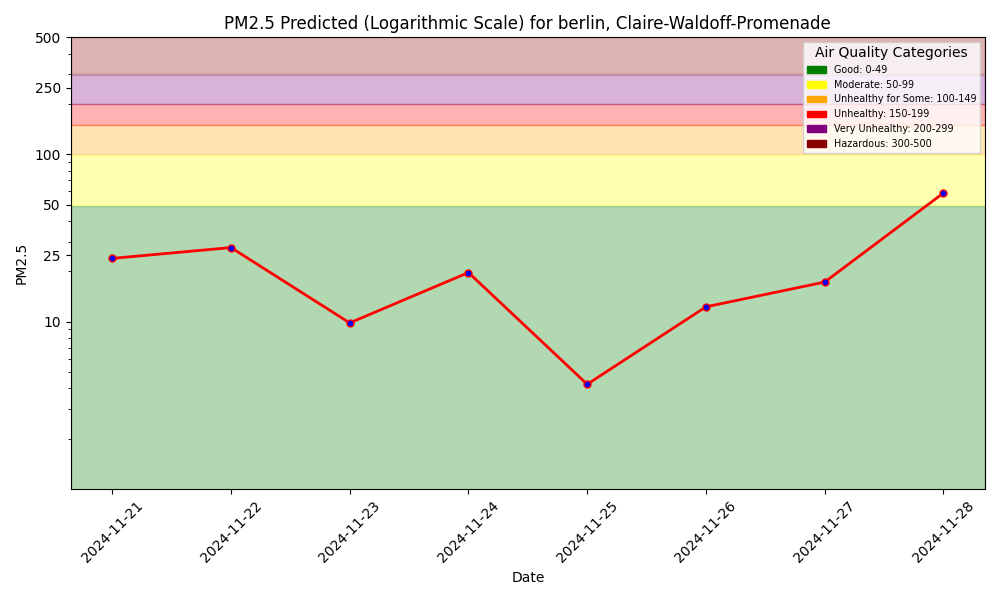 PM2.5 Predicted (Logarithmic Scale) for berlin, Claire-Waldoff-Promenade
Air Quality Categories
Good: 0-49
Moderate: 50-99
Unhealthy for Some: 100-149
Unhealthy: 150-199
Very Unhealthy: 200-299
Hazardous: 300-500
500
250
100
50
25
10
PM2.5
2024-11-21
2024-11-22
2024-11-23
2024-11-24
2024-11-25
2024-11-26
2024-11-27
2024-11-28
Date